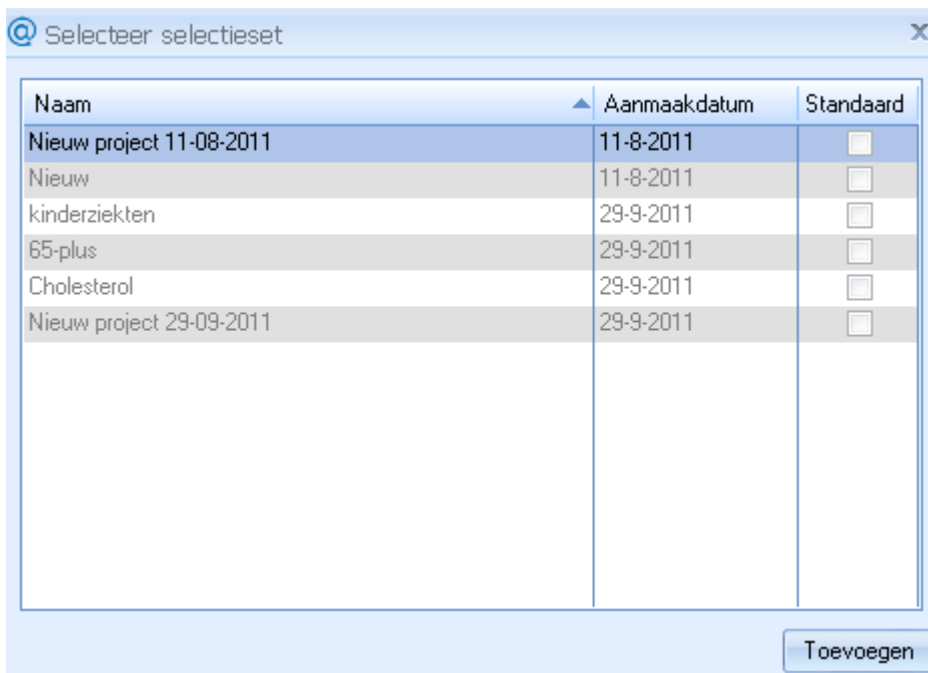 Selecteer selectieset
Naam Aanmaakdatum Standaard
Nieuw project 11-08-2011 11-8-2011
Nieuw 11-8-2011
kinderziekten 29-9-2011
65-plus 29-9-2011
Cholesterol 29-9-2011
Nieuw project 29-09-2011 29-9-2011
Toevoegen